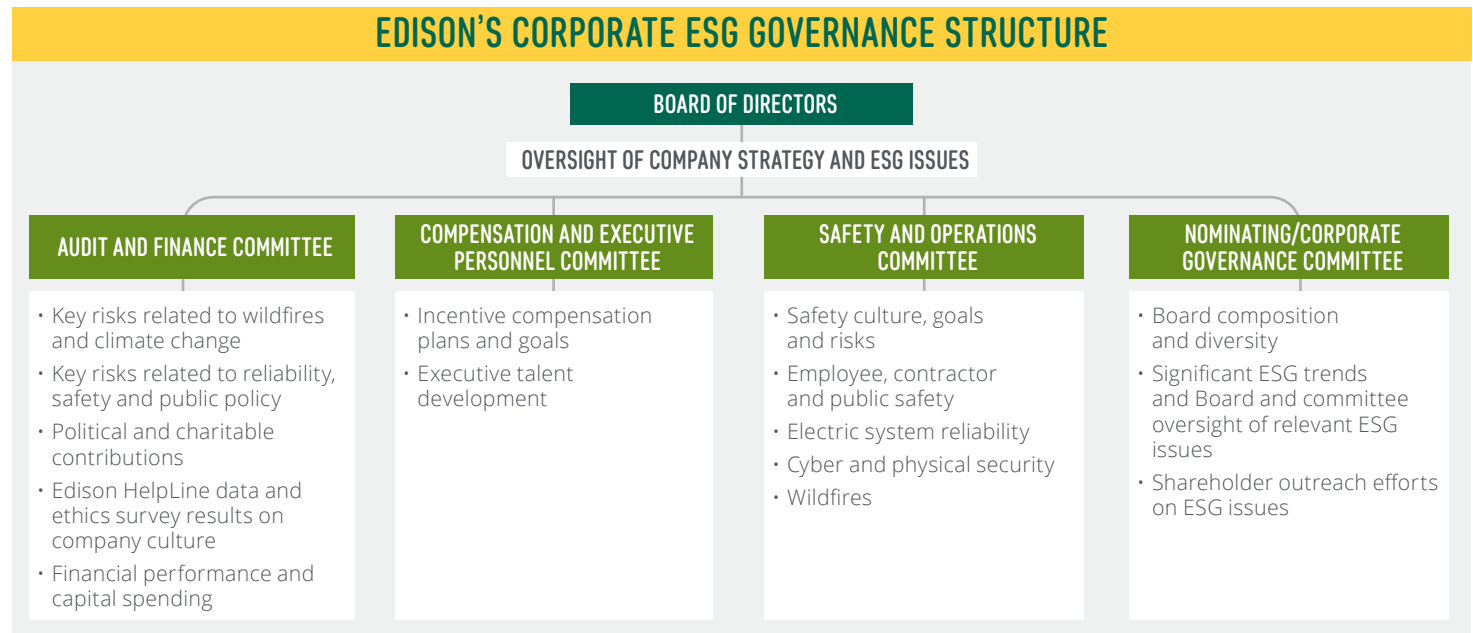 EDISON’S CORPORATE ESG GOVERNANCE STRUCTURE
BOARD OF DIRECTORS
OVERSIGHT OF COMPANY STRATEGY AND ESG ISSUES
AUDIT AND FINANCE COMMITTEE
• Key risks related to wildfires
and climate change
• Key risks related to reliability,
safety and public policy
• Political and charitable
contributions
• Edison HelpLine data and
ethics survey results on
company culture
• Financial performance and
capital spending
COMPENSATION AND EXECUTIVE
PERSONNEL COMMITTEE
• Incentive compensation
plans and goals
• Executive talent
development
SAFETY AND OPERATIONS
COMMITTEE
• Safety culture, goals
and risks
• Employee, contractor
and public safety
• Electric system reliability
• Cyber and physical security
• Wildfires
NOMINATING/CORPORATE
GOVERNANCE COMMITTEE
• Board composition
and diversity
• Significant ESG trends
and Board and committee
oversight of relevant ESG
issues
• Shareholder outreach efforts
on ESG issues